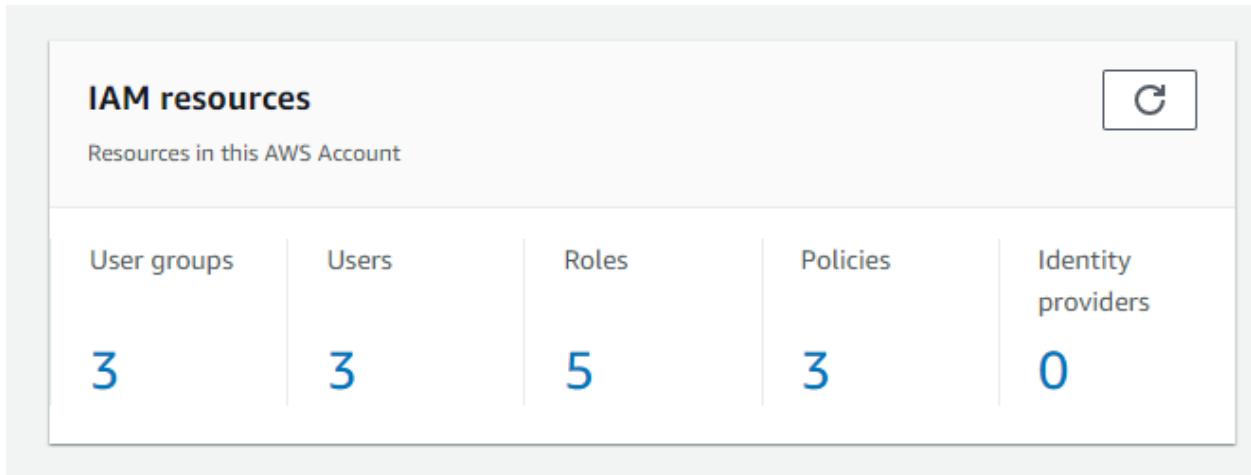 IAM resources
Resources in this AWS Account
User groups
Users
Roles
Policies
Identity
providers
3
3
5
3
0